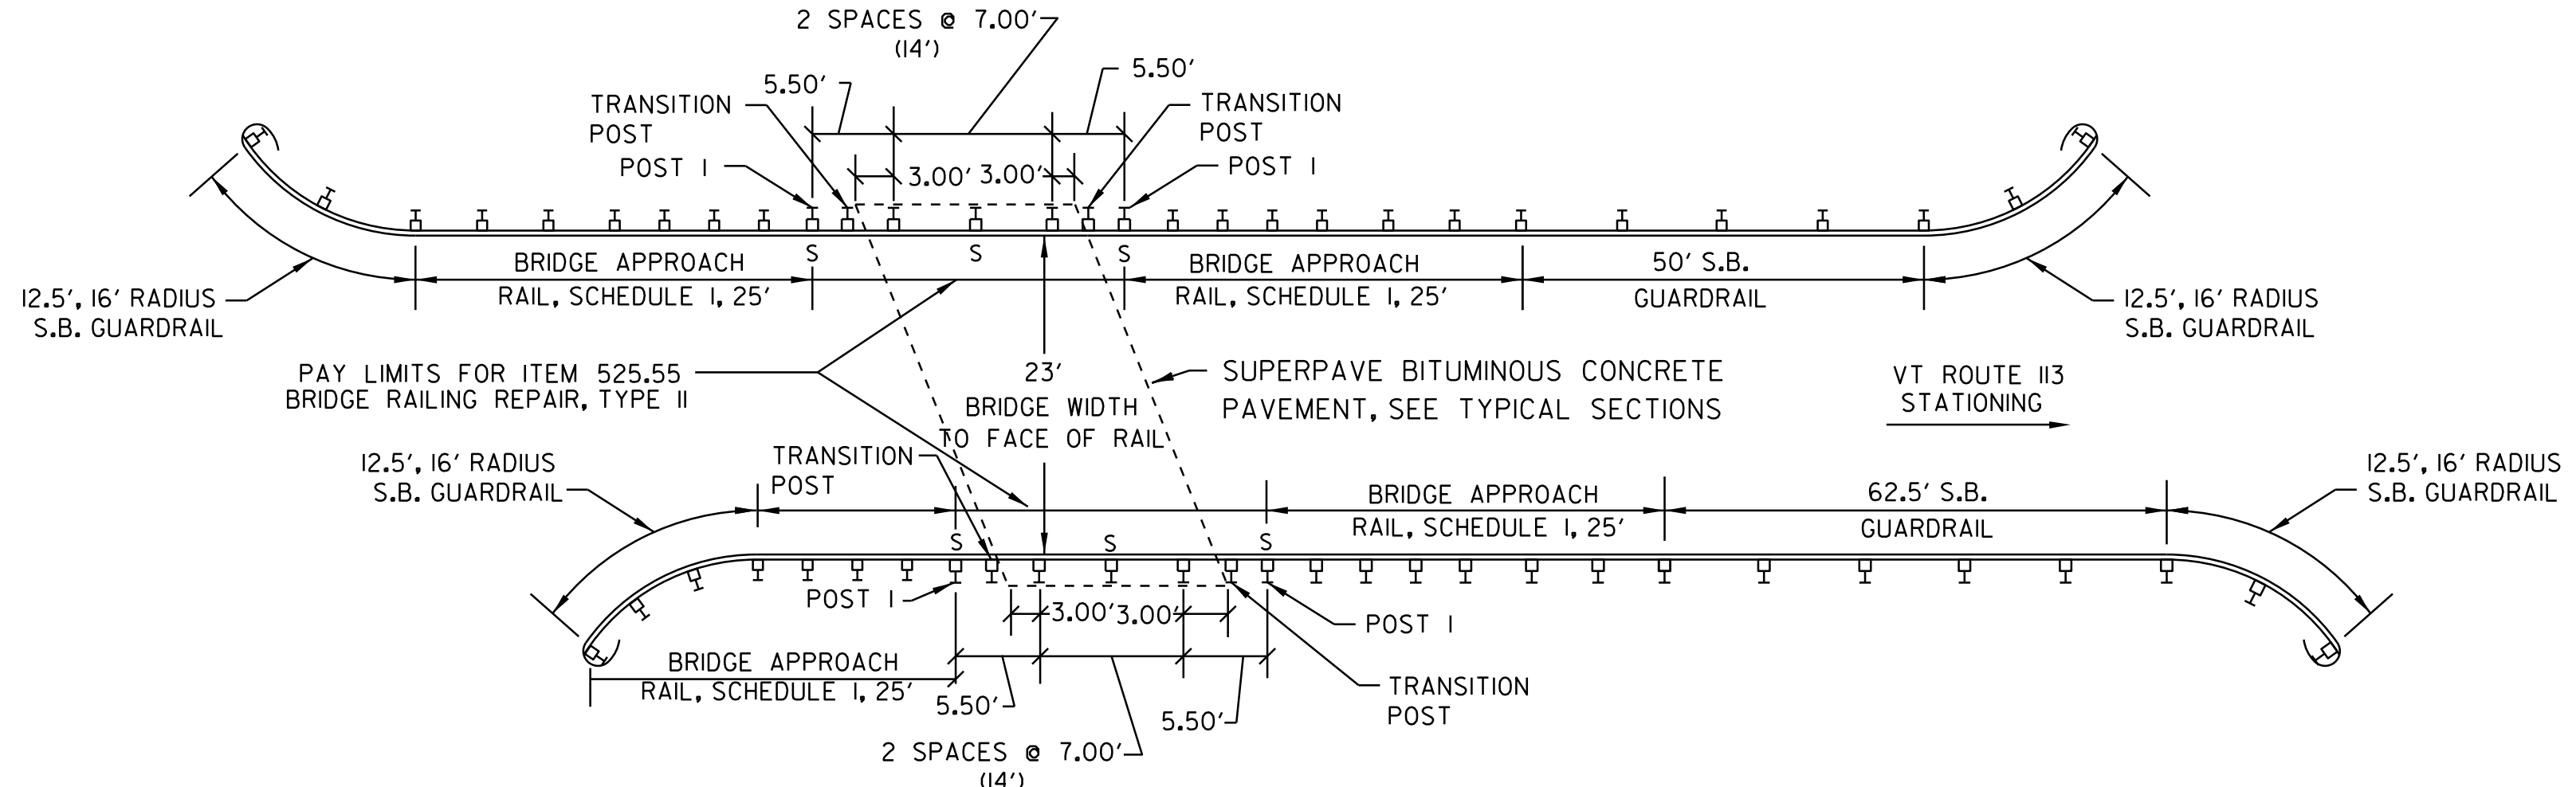 2 SPACES @ 7.00'
(14')
5.50'
5.50'
TRANSITION
POST
TRANSITION
POST
POST 1
POST 1
3.00'
3.00'
S
S
S
BRIDGE APPROACH
RAIL, SCHEDULE 1, 25'
BRIDGE APPROACH
RAIL, SCHEDULE 1, 25'
50' S.B.
GUARDRAIL
12.5', 16' RADIUS
S.B. GUARDRAIL
12.5', 16' RADIUS
S.B. GUARDRAIL
PAY LIMITS FOR ITEM 525.55
BRIDGE RAILING REPAIR, TYPE II
23'
BRIDGE WIDTH
TO FACE OF RAIL
SUPERPAVE BITUMINOUS CONCRETE
PAVEMENT, SEE TYPICAL SECTIONS
VT ROUTE 113
STATIONING
12.5', 16' RADIUS
S.B. GUARDRAIL
TRANSITION
POST
BRIDGE APPROACH
RAIL, SCHEDULE 1, 25'
62.5' S.B.
GUARDRAIL
12.5', 16' RADIUS
S.B. GUARDRAIL
S
S
S
POST 1
3.00'
3.00'
POST 1
BRIDGE APPROACH
RAIL, SCHEDULE 1, 25'
5.50'
5.50'
TRANSITION
POST
2 SPACES @ 7.00'
(14')